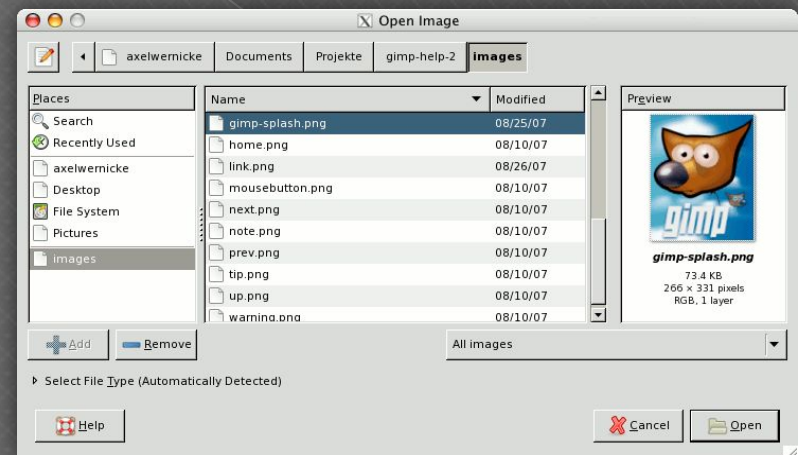 Open Image
axelwernicke Documents Projekte gimp-help-2 images
Places
Search
Recently Used
axelwernicke
Desktop
File System
Pictures
images
Name Modified
gimp-splash.png 08/25/07
home.png 08/10/07
link.png 08/26/07
mousebutton.png 08/10/07
next.png 08/10/07
note.png 08/10/07
prev.png 08/10/07
tip.png 08/10/07
up.png 08/10/07
warning.png 08/10/07
Preview
gimp
gimp-splash.png
73.4 KB
266 × 331 pixels
RGB, 1 layer
Add Remove All images
Select File Type (Automatically Detected)
Help Cancel Open